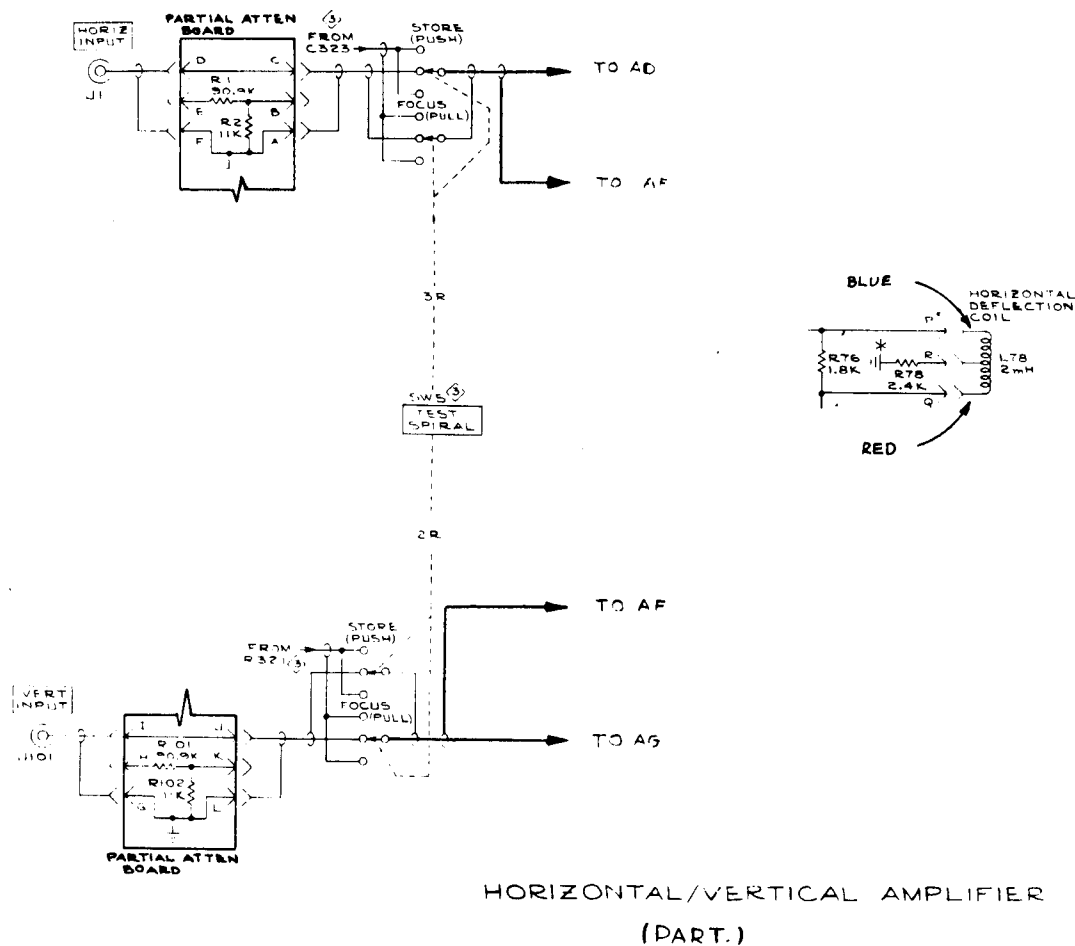 HORIZ
INPUT
J1
PARTIAL ATTEN
BOARD
D
C
R1
90.9K
E
B
R2
11K
F
A
3
FROM
C323
STORE
(PUSH)
FOCUS
(PULL)
TO AD
TO AF
3R
SW5 3
TEST
SPIRAL
2R
BLUE
HORIZONTAL
DEFLECTION
COIL
P
*
R76
1.8K
R
R78
2.4K
L78
2mH
Q
RED
TO AF
STORE
(PUSH)
FROM
R321 3
FOCUS
(PULL)
TO AG
VERT
INPUT
J101
I
J
R101
H 90.9K K
R102
11K
G
L
PARTIAL ATTEN
BOARD
HORIZONTAL/VERTICAL AMPLIFIER
(PART.)